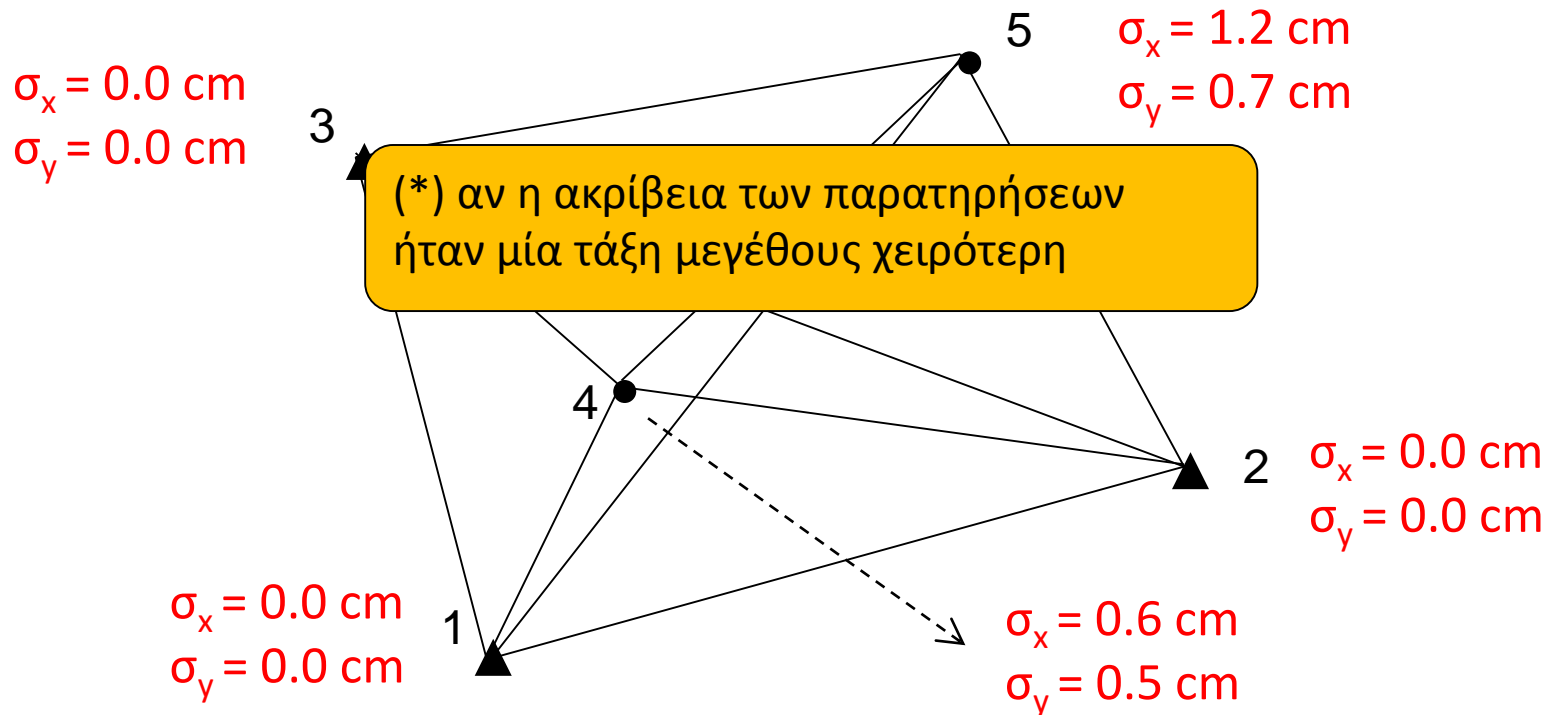 5
σx = 1.2 cm
σy = 0.7 cm
σx = 0.0 cm
σy = 0.0 cm
3
(*) αν η ακρίβεια των παρατηρήσεων
ήταν μία τάξη μεγέθους χειρότερη
4
2
σx = 0.0 cm
σy = 0.0 cm
σx = 0.0 cm
σy = 0.0 cm
1
σx = 0.6 cm
σy = 0.5 cm